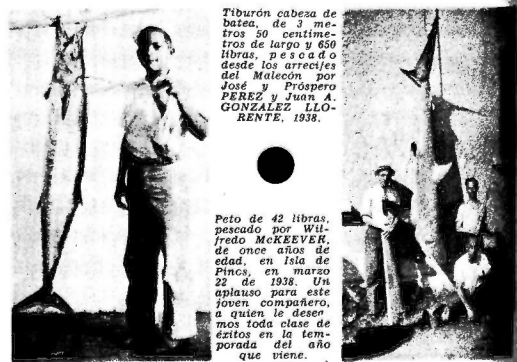 Tiburón cabeza de
batea, de 3 me-
tros 50 centíme-
tros de largo y 650
libras, pescado
desde los arrecifes
del Malecón por
José y Próspero
PEREZ y Juan A.
GONZALEZ LLO-
RENTE, 1938.
Peto de 42 libras,
pescado por Wil-
fredo McKEEVER,
de once años de
edad, en Isla de
Pinos, en marzo
22 de 1938. Un
aplauso para este
joven compañero,
a quien le desea
mos toda clase de
éxitos en la tem-
porada del año
que viene.